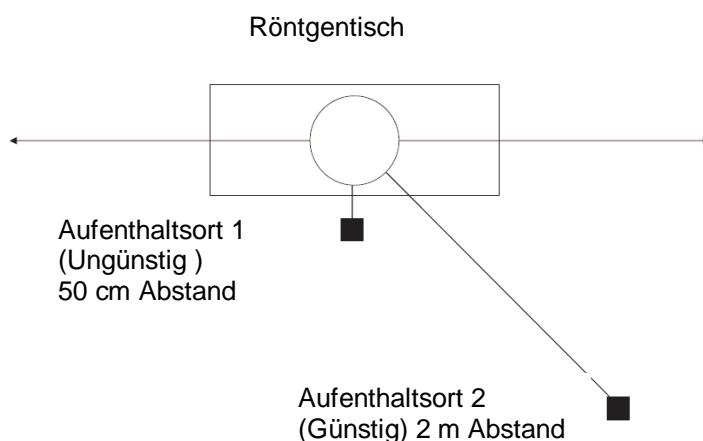 Röntgentisch
Aufenthaltsort 1
(Ungünstig )
50 cm Abstand
Aufenthaltsort 2
(Günstig) 2 m Abstand